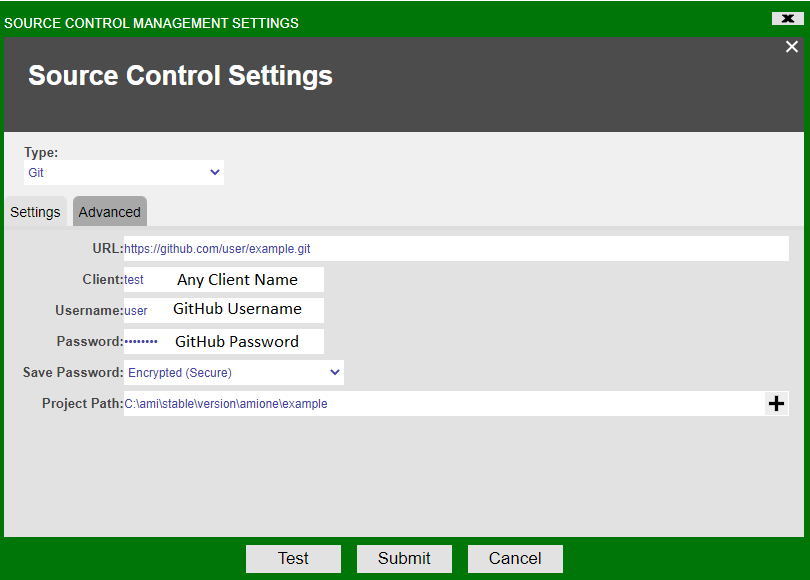 SOURCE CONTROL MANAGEMENT SETTINGS
Source Control Settings
Type:
Git
Settings Advanced
URL:https://github.com/user/example.git
Client:test Any Client Name
Username:user GitHub Username
Password:•••••••• GitHub Password
Save Password: Encrypted (Secure)
Project Path:C:\ami\stable\version\amione\example
Test Submit Cancel